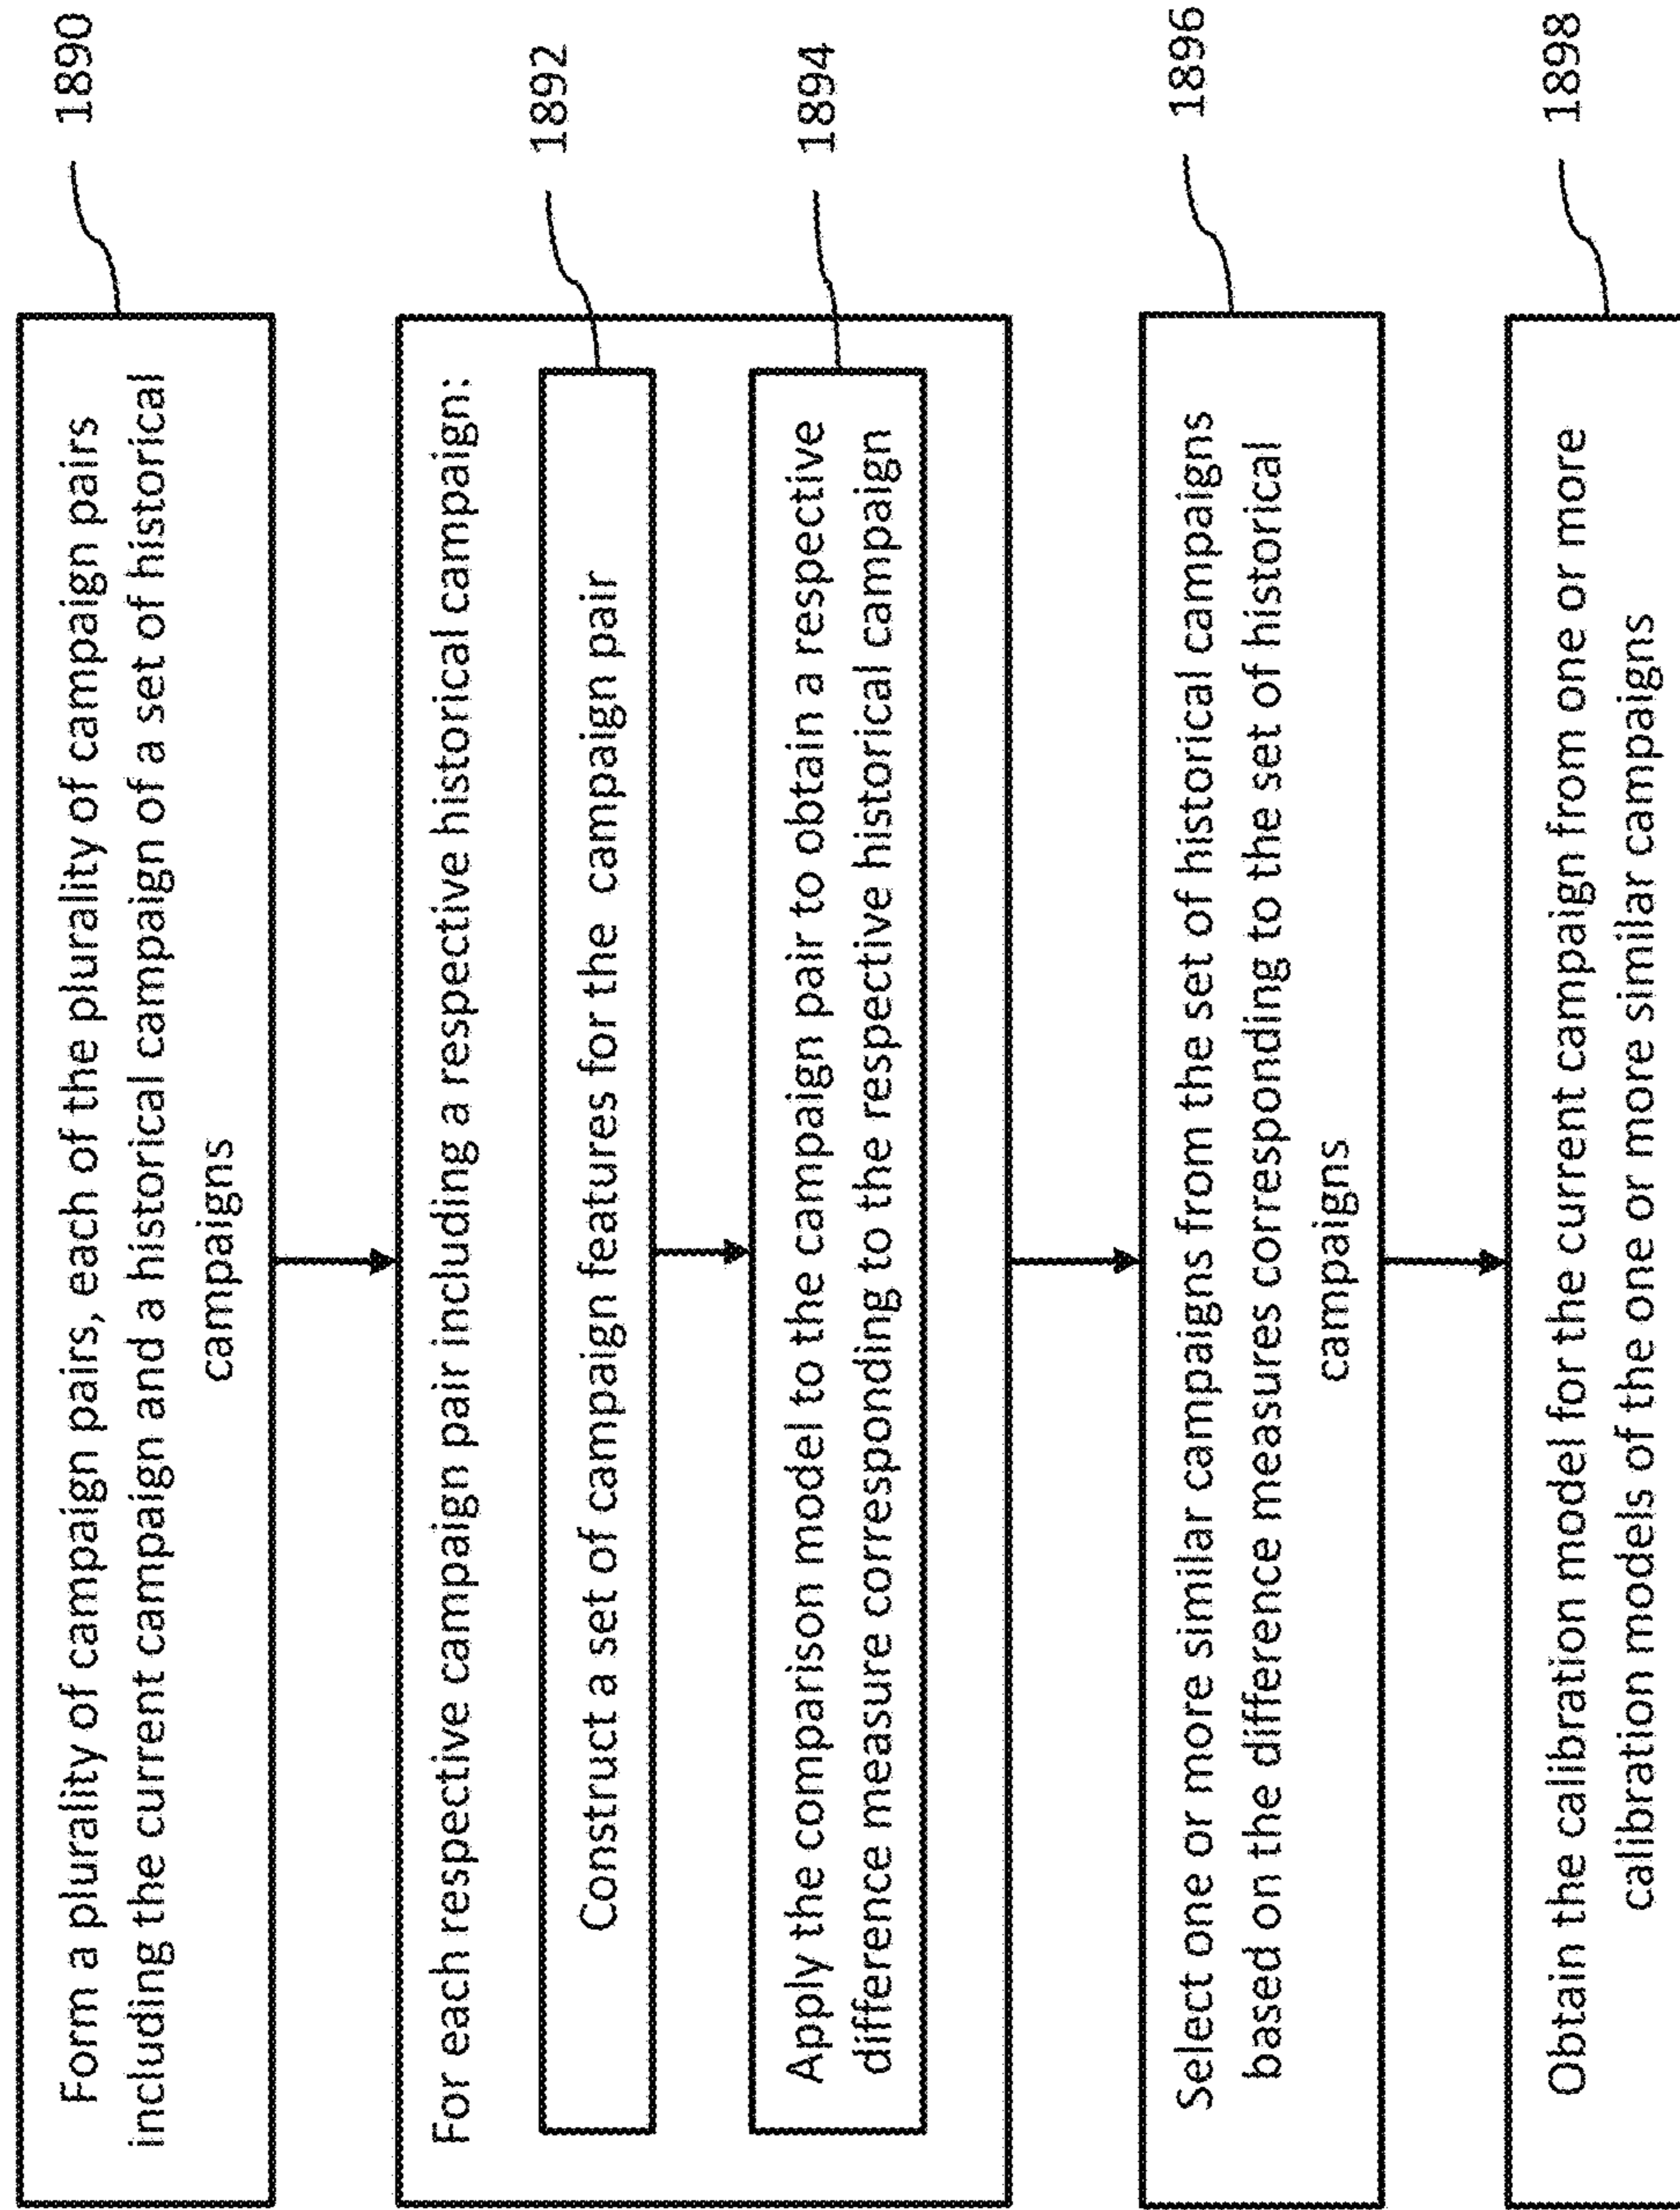 Form a plurality of campaign pairs, each of the plurality of campaign pairs
including the current campaign and a historical campaign of a set of historical
campaigns
1890
For each respective campaign pair including a respective historical campaign:
Construct a set of campaign features for the campaign pair
1892
Apply the comparison model to the campaign pair to obtain a respective
difference measure corresponding to the respective historical campaign
1894
Select one or more similar campaigns from the set of historical campaigns
based on the difference measures corresponding to the set of historical
campaigns
1896
Obtain the calibration model for the current campaign from one or more
calibration models of the one or more similar campaigns
1898